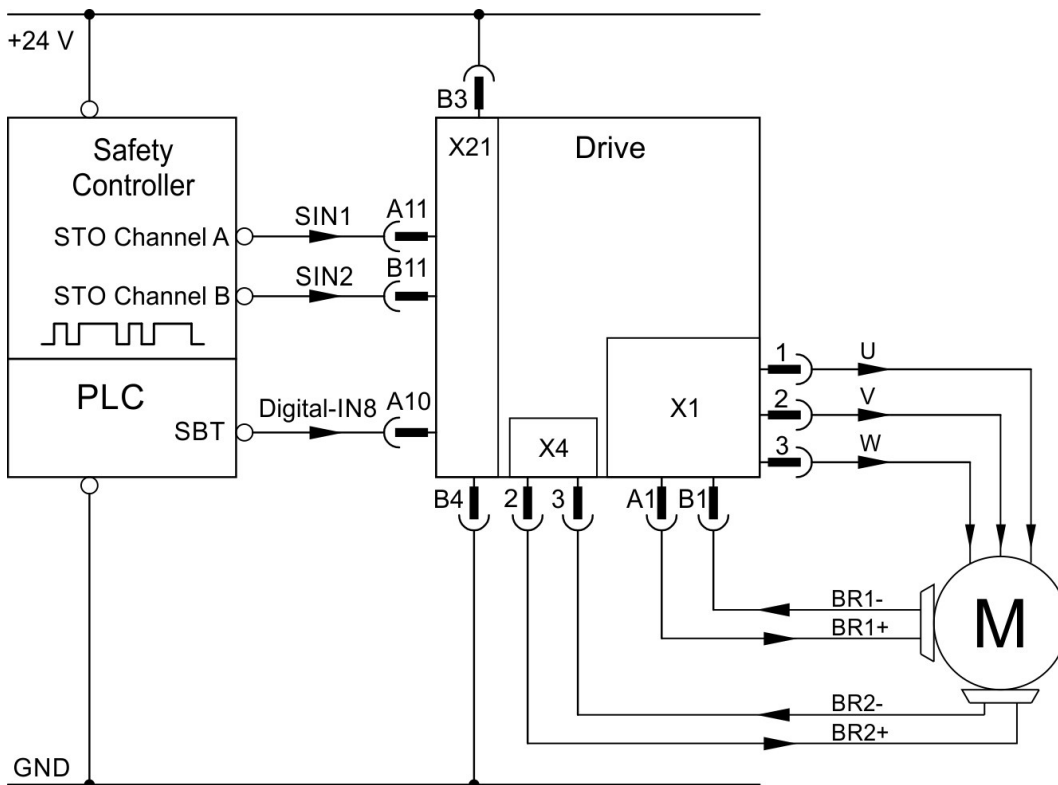 +24 V
B3
Safety
Controller
X21
Drive
STO Channel A
SIN1
A11
STO Channel B
SIN2
B11
PLC
SBT
Digital-IN8
A10
X4
X1
1
U
2
V
3
W
B4
2
3
A1
B1
BR1-
BR1+
M
BR2-
BR2+
GND